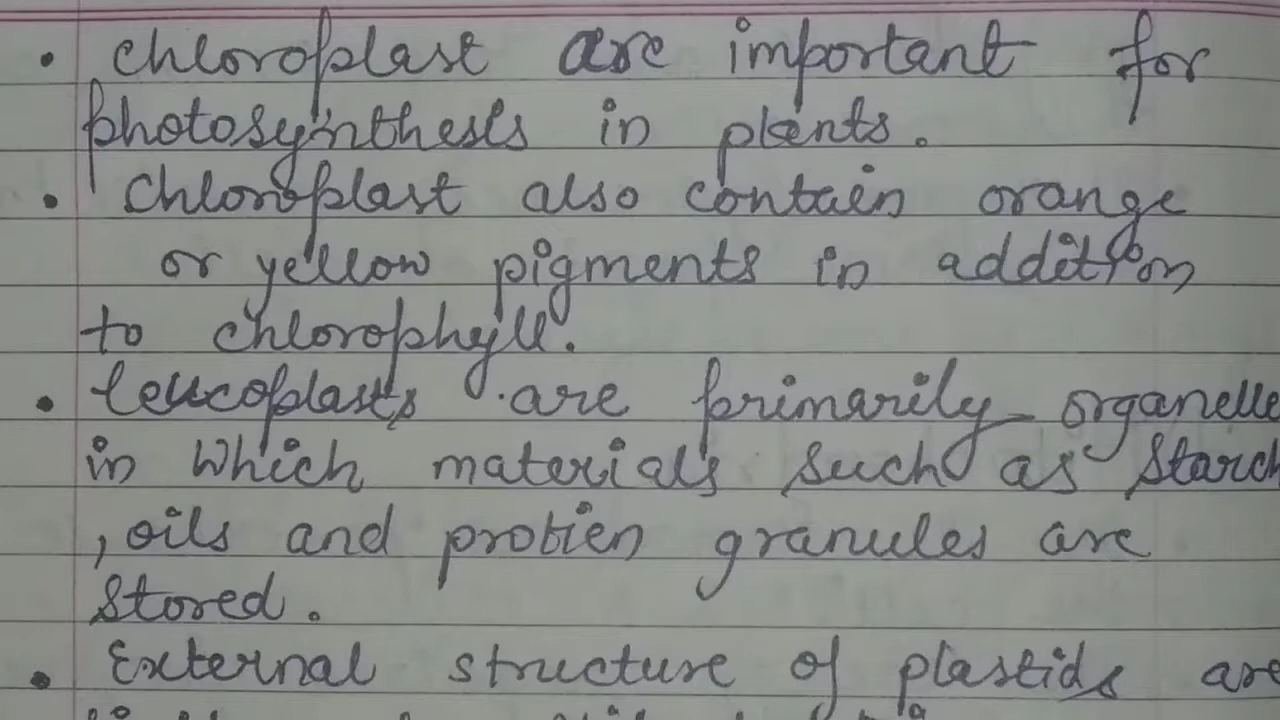 • Chloroplast are important for
photosynthesis in plants.
• Chloroplast also contain orange
or yellow pigments in addition
to chlorophyll.
• Leucoplasts are primarily organelle
in which materials such as starch
, oils and protien granules are
stored.
• External structure of plastids are